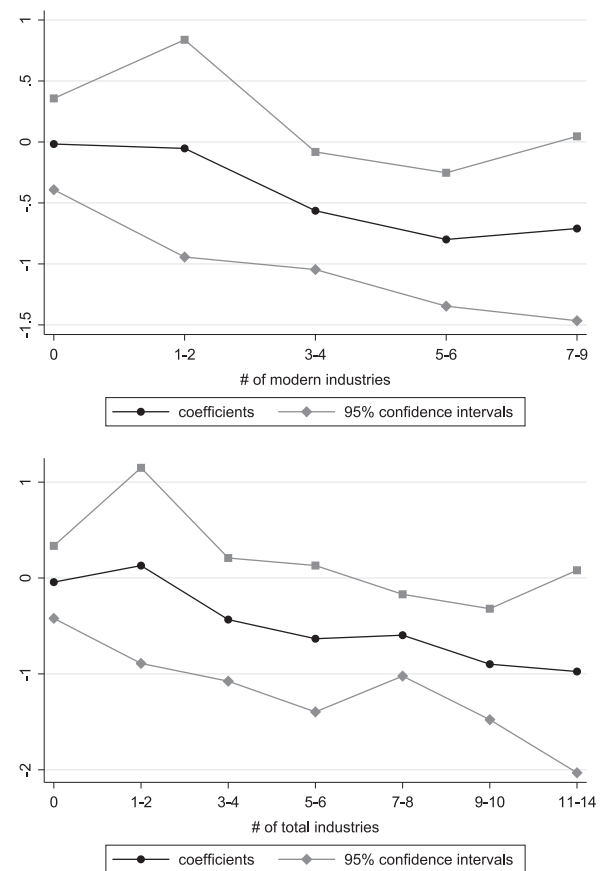 1
.5
0
-.5
-1
-1.5
0 1-2 3-4 5-6 7-9
# of modern industries
coefficients 95% confidence intervals
1
0
-1
-2
0 1-2 3-4 5-6 7-8 9-10 11-14
# of total industries
coefficients 95% confidence intervals